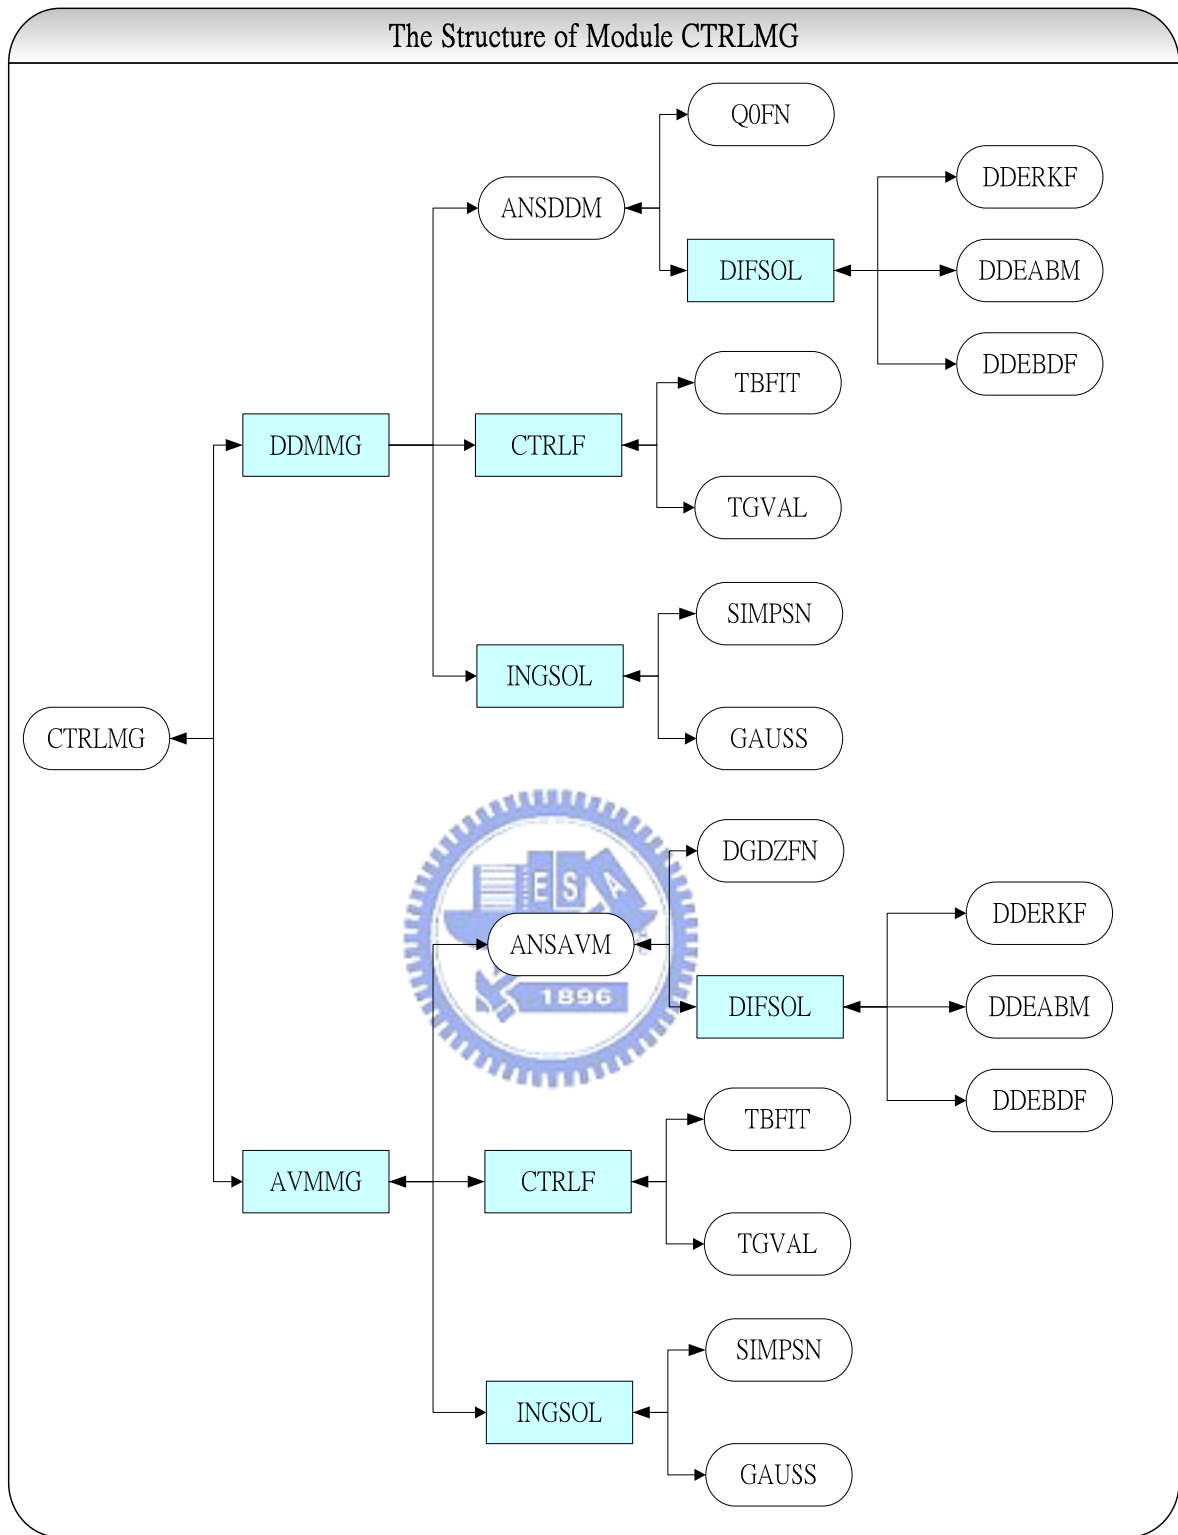 The Structure of Module CTRLMG
Q0FN
DDERKF
ANSDDM
DIFSOL
DDEABM
DDEBDF
TBFIT
DDMMG
CTRLF
TGVAL
SIMPSN
INGSOL
CTRLMG
GAUSS
DGDZFN
E S A
DDERKF
ANSAVM
1896
DIFSOL
DDEABM
DDEBDF
TBFIT
AVMMG
CTRLF
TGVAL
SIMPSN
INGSOL
GAUSS